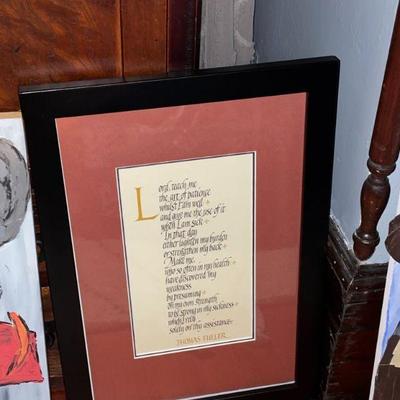 Lord, teach me
the art of patience
whilst I am well +
and give me the use of it
when I am sick +
In that day
either lighten my burden
or strengthen my back +
Make me,
who so often in my health +
have discovered my
weakness
by presuming +
on my own strength
to be strong in my sickness +
when I rely
solely on thy assistance +
THOMAS FULLER